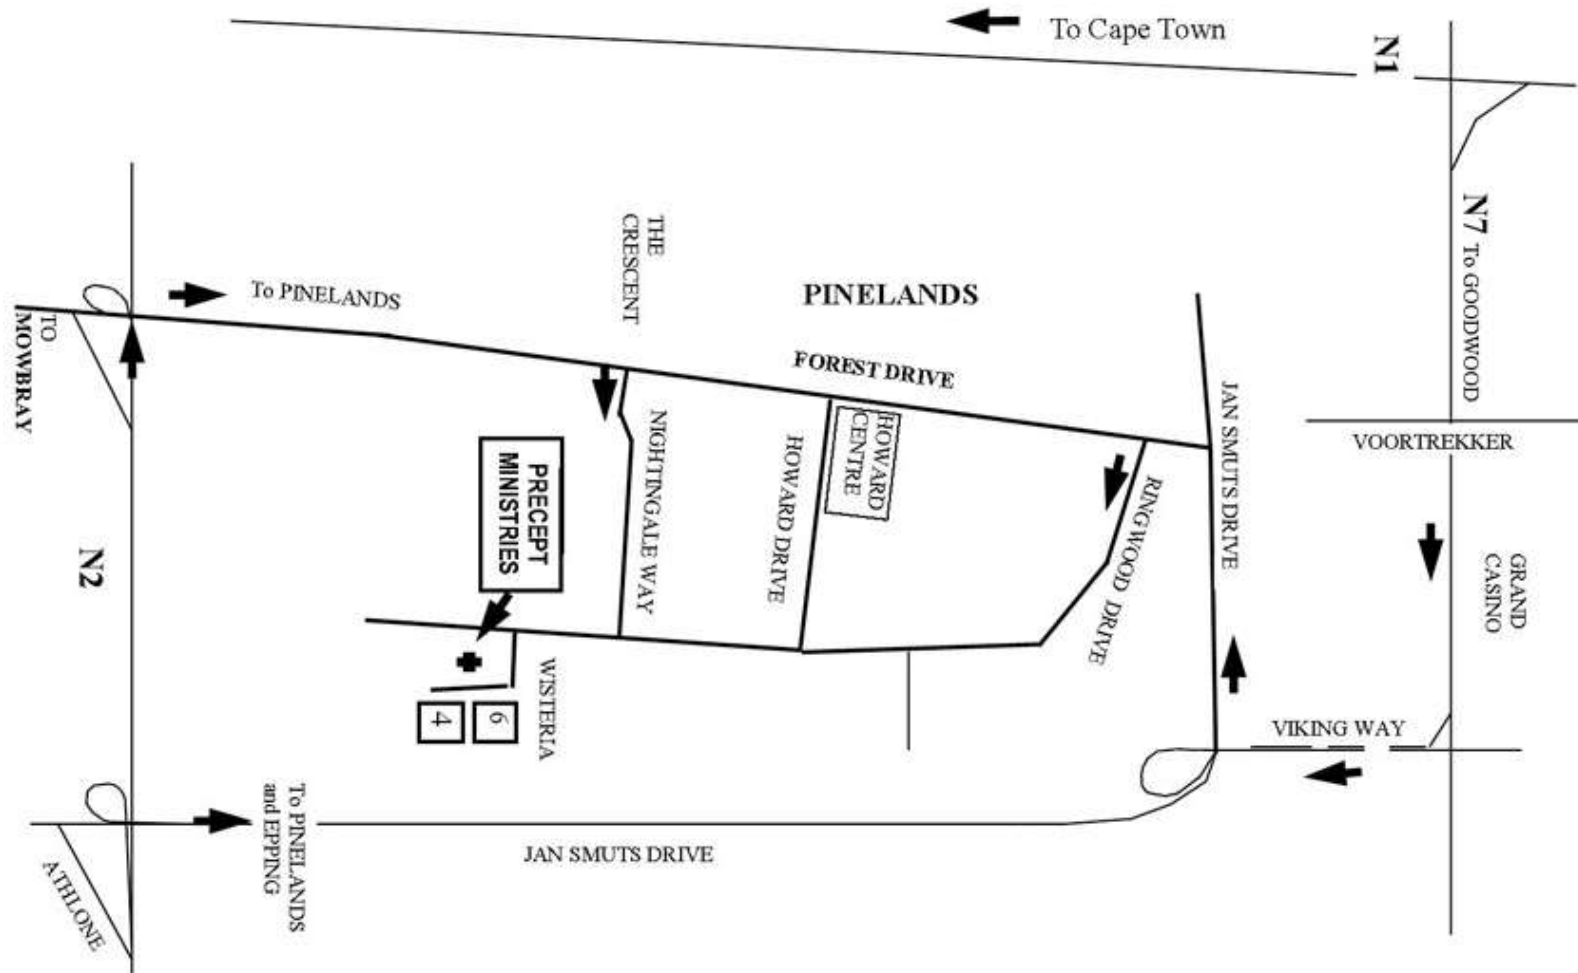 To Cape Town
N1
N7 To GOODWOOD
THE
CRESCENT
To PINELANDS
PINELANDS
TO
MOWBRAY
FOREST DRIVE
JAN SMUTS DRIVE
VOORTREKKER
HOWARD
CENTRE
NIGHTINGALE WAY
HOWARD DRIVE
RINGWOOD DRIVE
PRECEPT
MINISTRIES
N2
GRAND
CASINO
WISTERIA
4
6
VIKING WAY
To PINELANDS
and EPPING
JAN SMUTS DRIVE
ATHLONE